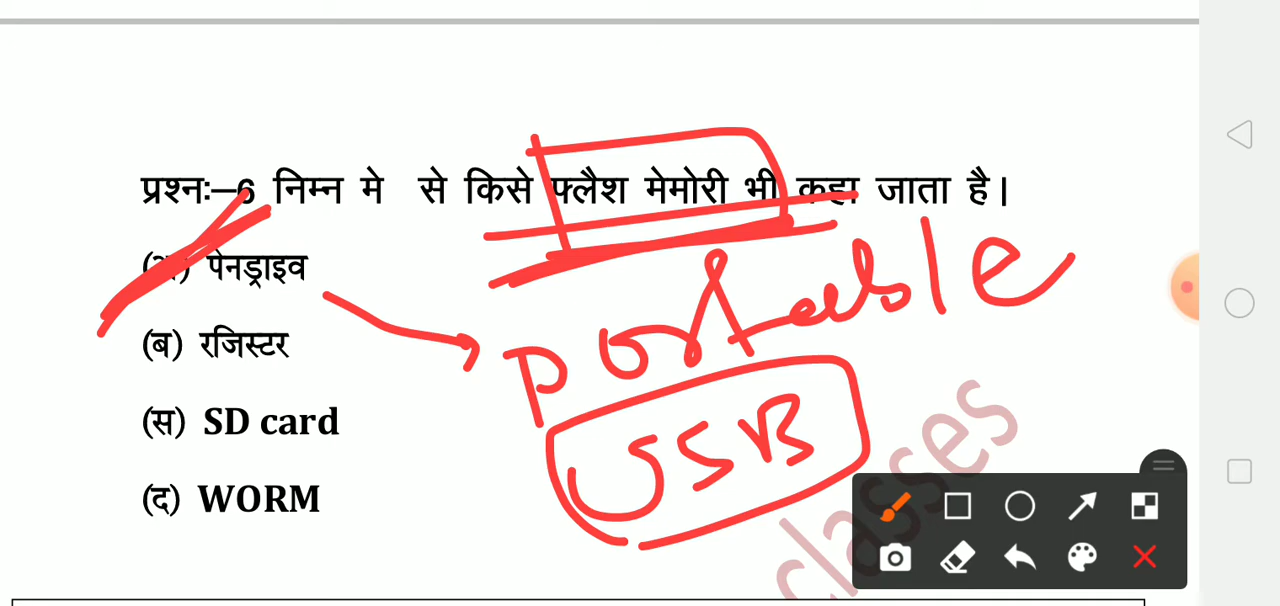 प्रश्नः–6 निम्न मे से किसे फ्लैश मेमोरी भी कहा जाता है।
(अ) पेनड्राइव
(ब) रजिस्टर
(स) SD card
(द) WORM
portable
USB
classes